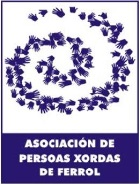 ASOCIACIÓN DE
PERSOAS XORDAS
DE FERROL